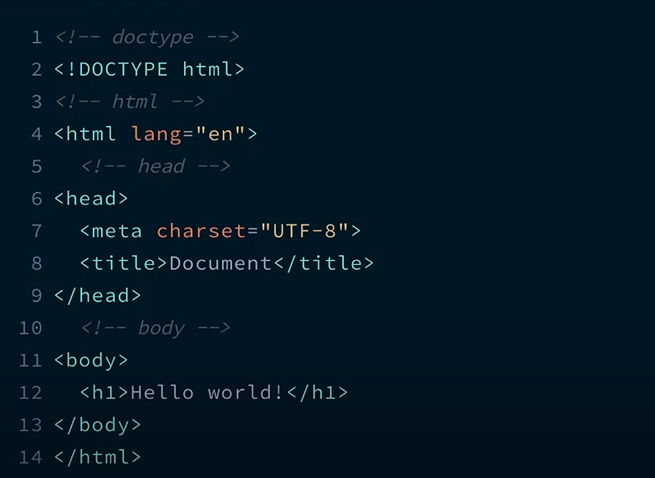 1 <!-- doctype -->
2 <!DOCTYPE html>
3 <!-- html -->
4 <html lang="en">
5   <!-- head -->
6 <head>
7   <meta charset="UTF-8">
8   <title>Document</title>
9 </head>
10   <!-- body -->
11 <body>
12   <h1>Hello world!</h1>
13 </body>
14 </html>